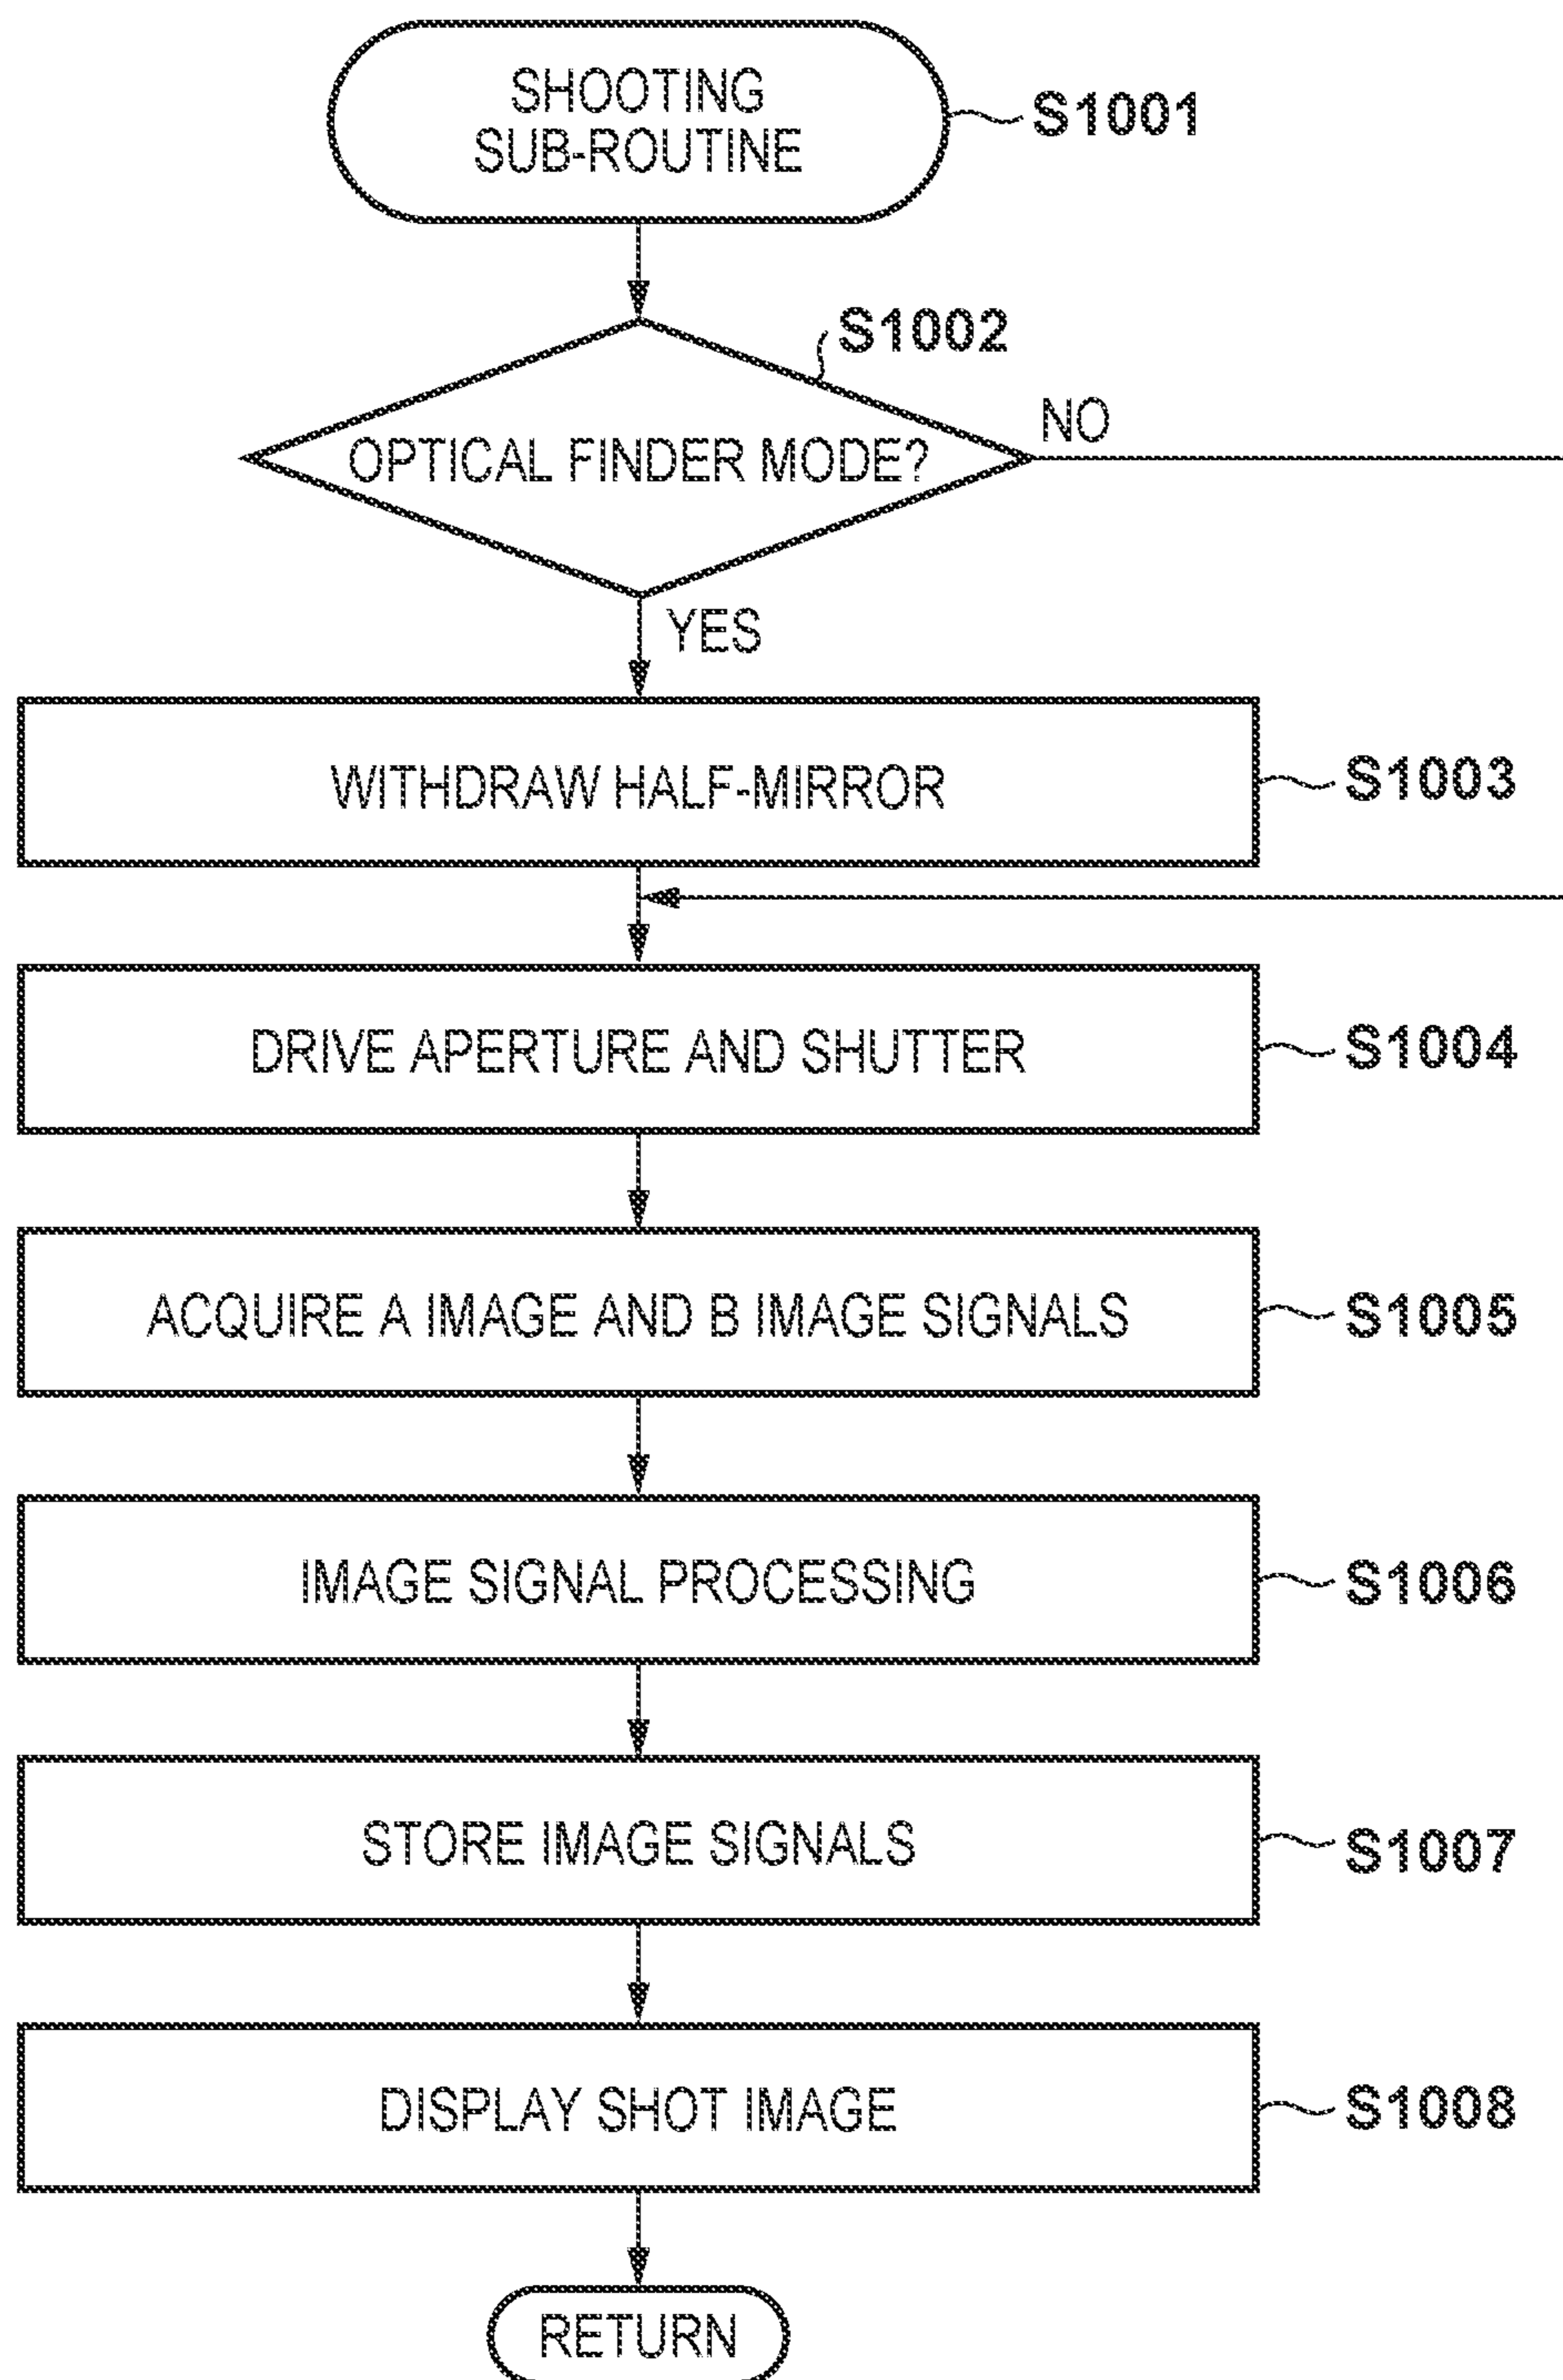 SHOOTING
SUB-ROUTINE
S1001
S1002
OPTICAL FINDER MODE?
NO
YES
WITHDRAW HALF-MIRROR
S1003
DRIVE APERTURE AND SHUTTER
S1004
ACQUIRE A IMAGE AND B IMAGE SIGNALS
S1005
IMAGE SIGNAL PROCESSING
S1006
STORE IMAGE SIGNALS
S1007
DISPLAY SHOT IMAGE
S1008
RETURN